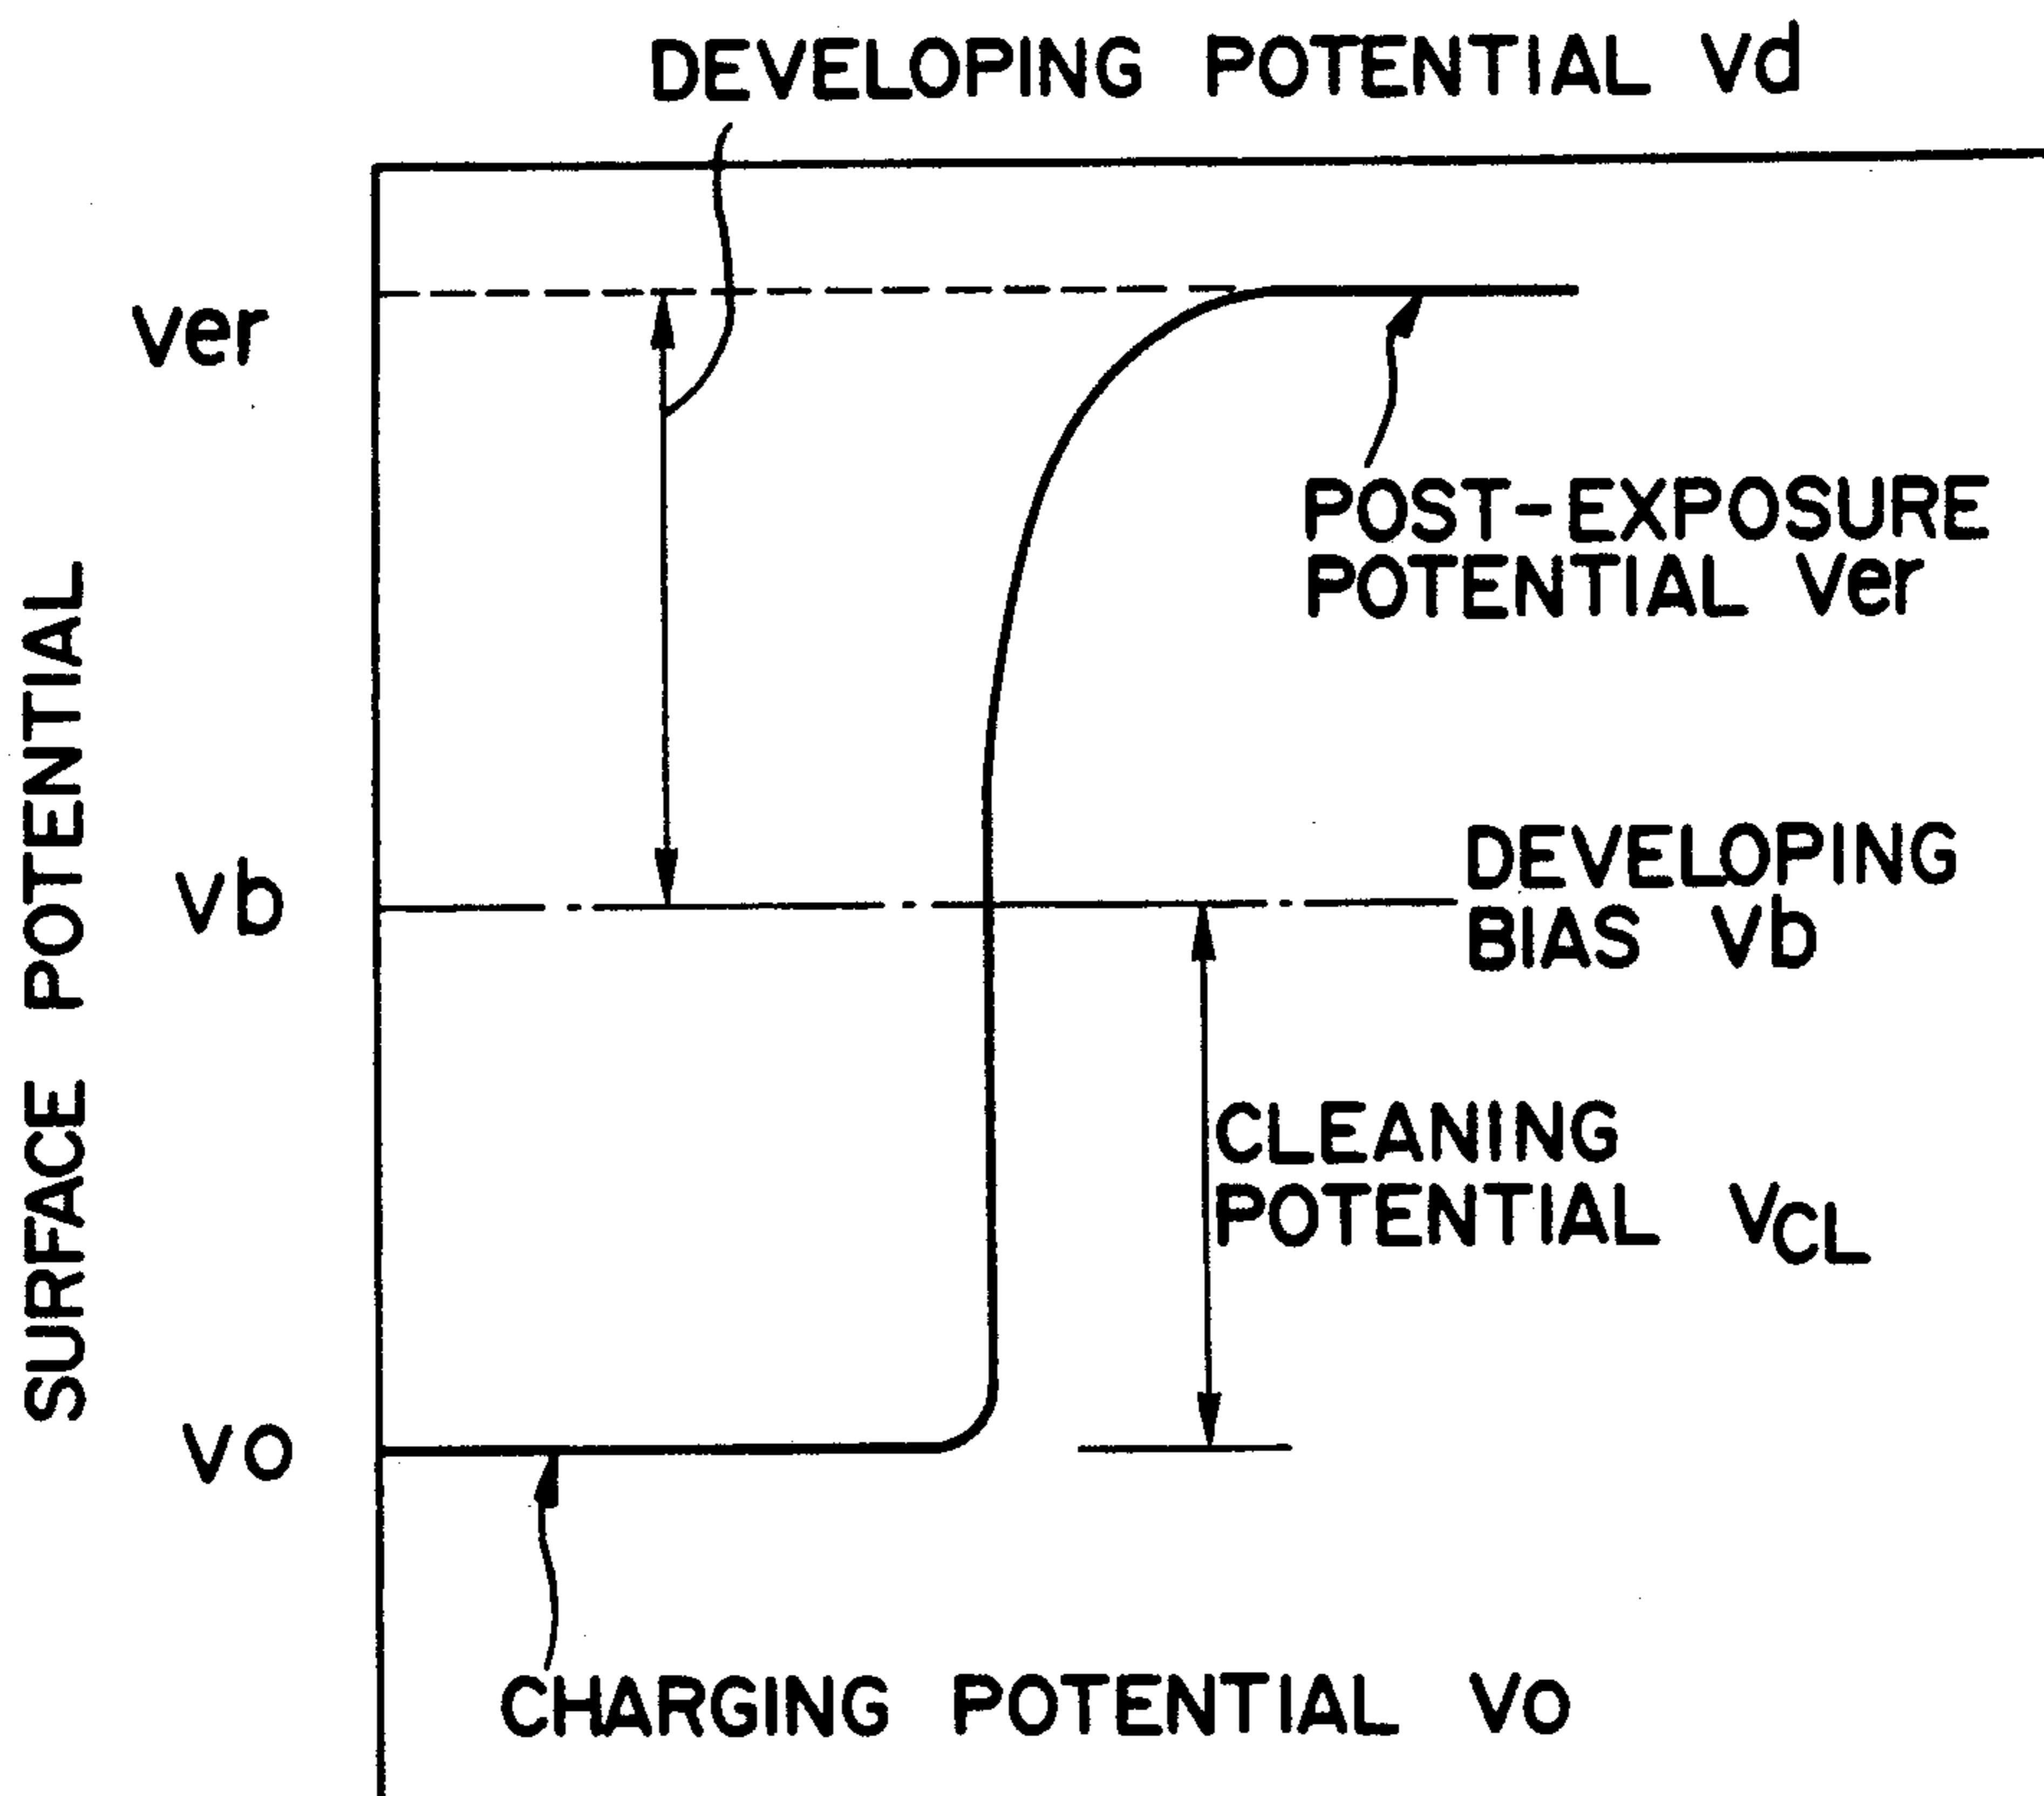 DEVELOPING POTENTIAL Vd
Ver
POST-EXPOSURE
POTENTIAL Ver
SURFACE POTENTIAL
Vb
DEVELOPING
BIAS Vb
CLEANING
POTENTIAL VCL
Vo
CHARGING POTENTIAL Vo